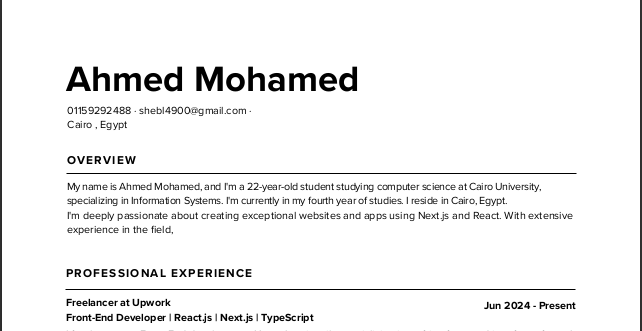 Ahmed Mohamed
01159292488 · shebl4900@gmail.com ·
Cairo , Egypt
OVERVIEW
My name is Ahmed Mohamed, and I'm a 22-year-old student studying computer science at Cairo University,
specializing in Information Systems. I'm currently in my fourth year of studies. I reside in Cairo, Egypt.
I'm deeply passionate about creating exceptional websites and apps using Next.js and React. With extensive
experience in the field,
PROFESSIONAL EXPERIENCE
Freelancer at Upwork
Jun 2024 - Present
Front-End Developer | React.js | Next.js | TypeScript